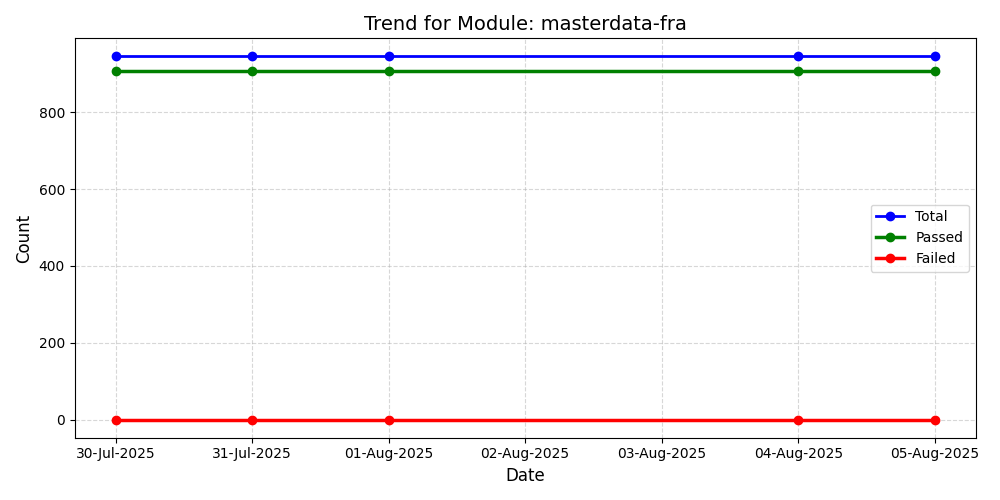 Trend for Module: masterdata-fra
Count
800
600
400
200
0
Total
Passed
Failed
30-Jul-2025 31-Jul-2025 01-Aug-2025 02-Aug-2025 03-Aug-2025 04-Aug-2025 05-Aug-2025
Date